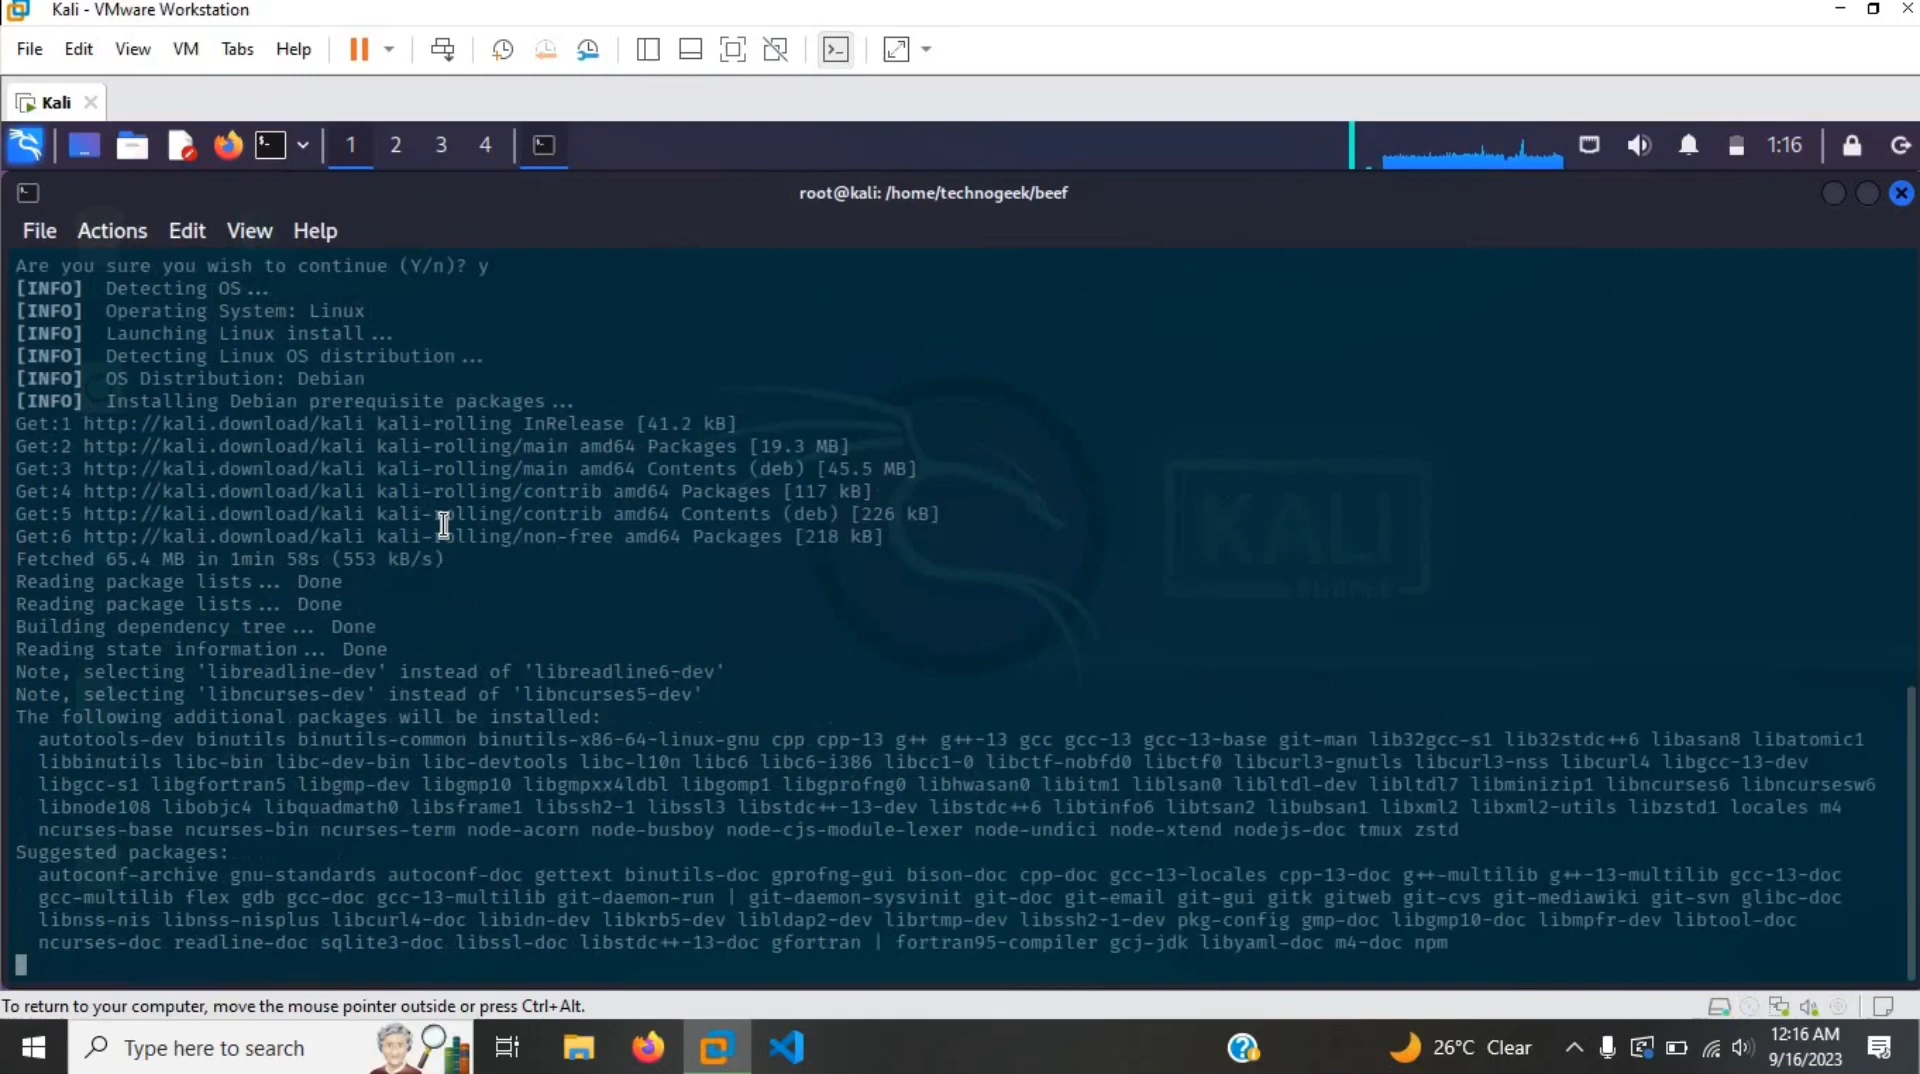 Kali - VMware Workstation
File Edit View VM Tabs Help
Kali
1 2 3 4 1:16
root@kali: /home/technogeek/beef
File Actions Edit View Help
Are you sure you wish to continue (Y/n)? y
[INFO] Detecting OS...
[INFO] Operating System: Linux
[INFO] Launching Linux install...
[INFO] Detecting Linux OS distribution...
[INFO] OS Distribution: Debian
[INFO] Installing Debian prerequisite packages...
Get:1 http://kali.download/kali kali-rolling InRelease [41.2 kB]
Get:2 http://kali.download/kali kali-rolling/main amd64 Packages [19.3 MB]
Get:3 http://kali.download/kali kali-rolling/main amd64 Contents (deb) [45.5 MB]
Get:4 http://kali.download/kali kali-rolling/contrib amd64 Packages [117 kB]
Get:5 http://kali.download/kali kali-rolling/contrib amd64 Contents (deb) [226 kB]
Get:6 http://kali.download/kali kali-rolling/non-free amd64 Packages [218 kB]
Fetched 65.4 MB in 1min 58s (553 kB/s)
Reading package lists... Done
Reading package lists... Done
Building dependency tree... Done
Reading state information... Done
Note, selecting 'libreadline-dev' instead of 'libreadline6-dev'
Note, selecting 'libncurses-dev' instead of 'libncurses5-dev'
The following additional packages will be installed:
autotools-dev binutils binutils-common binutils-x86-64-linux-gnu cpp cpp-13 g++ g++-13 gcc gcc-13 gcc-13-base git-man lib32gcc-s1 lib32stdc++6 libasan8 libatomic1
libbinutils libc-bin libc-dev-bin libc-devtools libc-l10n libc6 libc6-i386 libcc1-0 libctf-nobfd0 libctf0 libcurl3-gnutls libcurl3-nss libcurl4 libgcc-13-dev
libgcc-s1 libgfortran5 libgmp-dev libgmp10 libgmpxx4ldbl libgomp1 libgprofng0 libhwasan0 libitm1 liblsan0 libltdl-dev libltdl7 libminizip1 libncurses6 libncursesw6
libnode108 libobjc4 libquadmath0 libsframe1 libssh2-1 libssl3 libstdc++-13-dev libstdc++6 libtinfo6 libtsan2 libubsan1 libxml2 libxml2-utils libzstd1 locales m4
ncurses-base ncurses-bin ncurses-term node-acorn node-busboy node-cjs-module-lexer node-undici node-xtend nodejs-doc tmux zstd
Suggested packages:
autoconf-archive gnu-standards autoconf-doc gettext binutils-doc gprofng-gui bison-doc cpp-doc gcc-13-locales cpp-13-doc g++-multilib g++-13-multilib gcc-13-doc
gcc-multilib flex gdb gcc-doc gcc-13-multilib git-daemon-run | git-daemon-sysvinit git-doc git-email git-gui gitk gitweb git-cvs git-mediawiki git-svn glibc-doc
libnss-nis libnss-nisplus libcurl4-doc libidn-dev libkrb5-dev libldap2-dev librtmp-dev libssh2-1-dev pkg-config gmp-doc libgmp10-doc libmpfr-dev libtool-doc
ncurses-doc readline-doc sqlite3-doc libssl-doc libstdc++-13-doc gfortran | fortran95-compiler gcj-jdk libyaml-doc m4-doc npm
KALI
To return to your computer, move the mouse pointer outside or press Ctrl+Alt.
Type here to search
26°C Clear
12:16 AM
9/16/2023